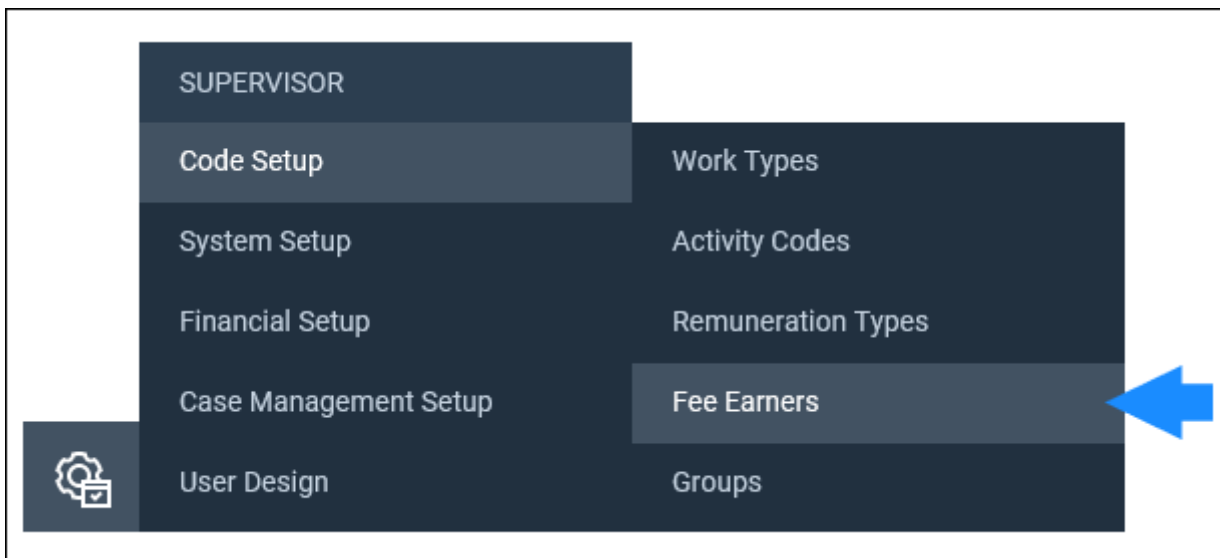 SUPERVISOR
Code Setup
System Setup
Financial Setup
Case Management Setup
User Design
Work Types
Activity Codes
Remuneration Types
Fee Earners
Groups